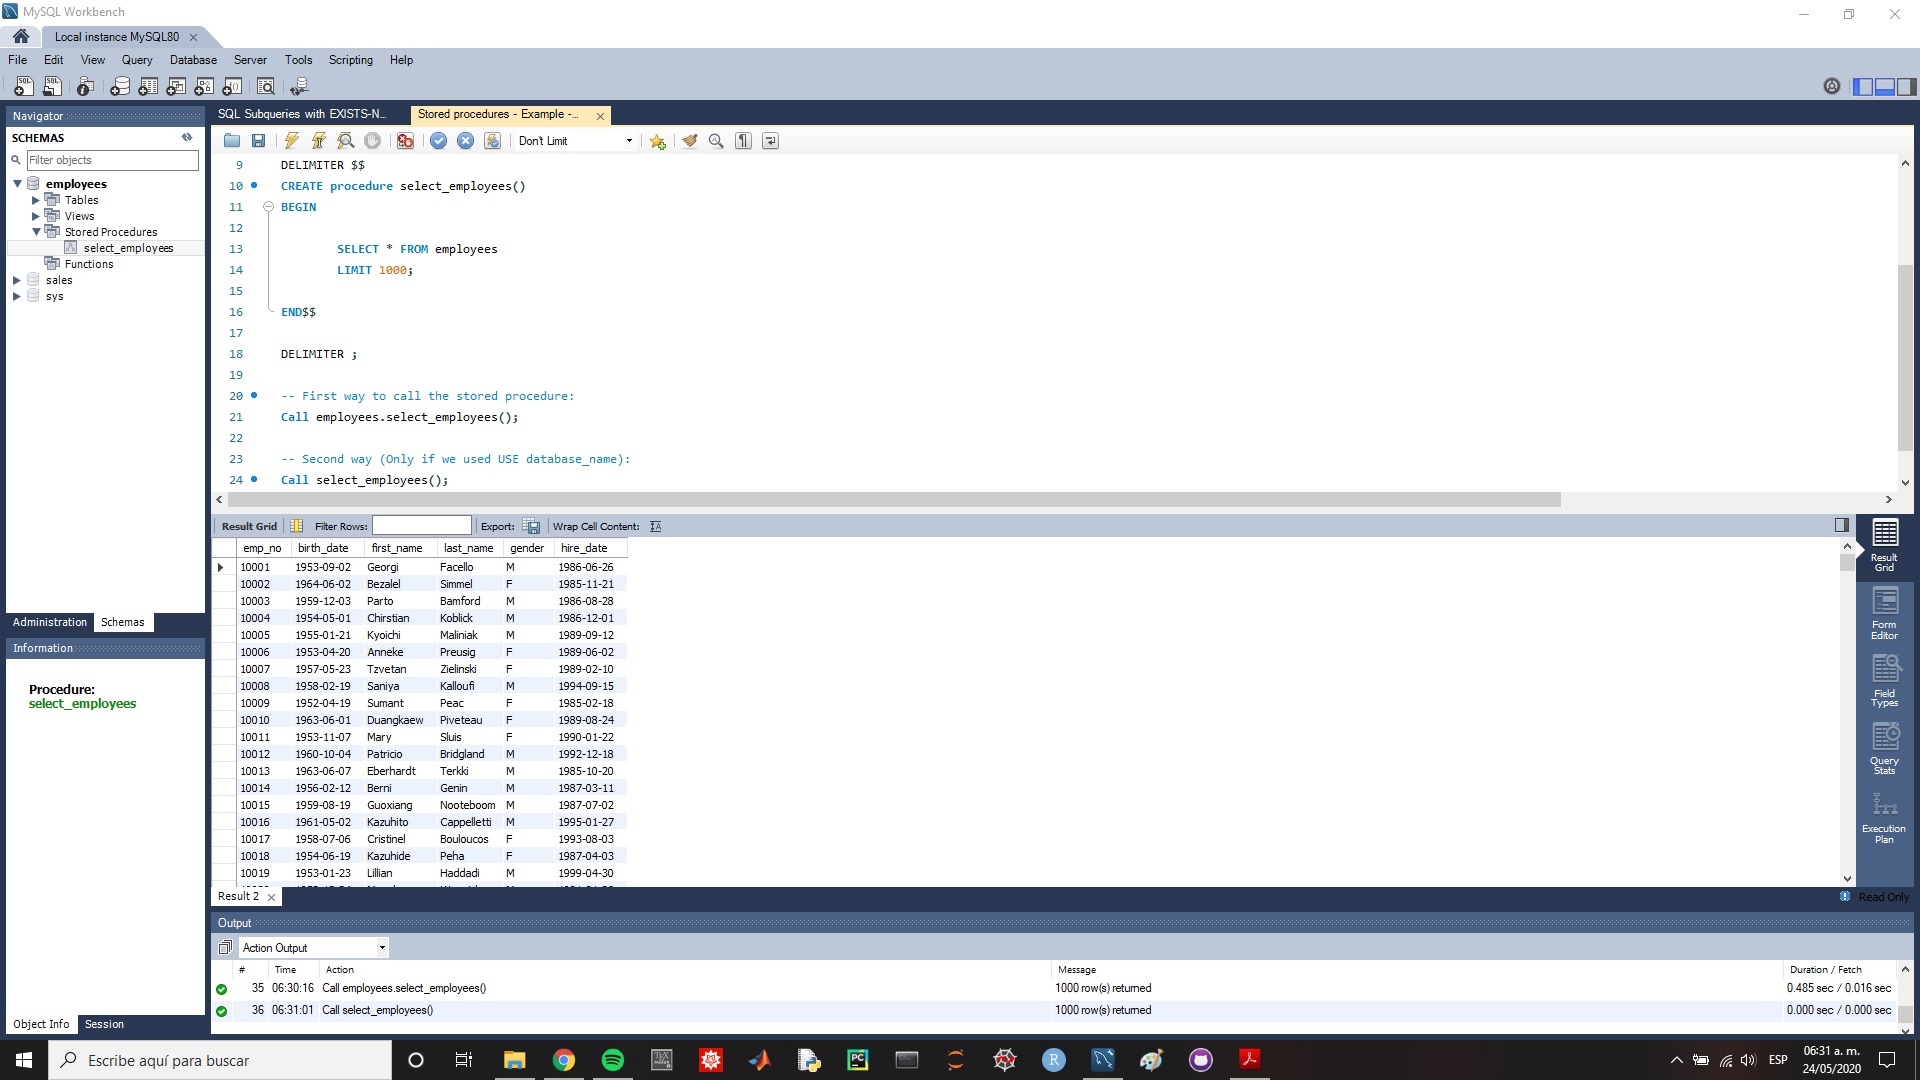 MySQL Workbench
Local instance MySQL80
File Edit View Query Database Server Tools Scripting Help
Navigator
SCHEMAS
Filter objects
employees
Tables
Views
Stored Procedures
select_employees
Functions
sales
sys
Administration Schemas
Information
Procedure:
select_employees
Object Info Session
SQL Subqueries with EXISTS-N...
Stored procedures - Example -...
Don't Limit
9 DELIMITER $$
10 CREATE procedure select_employees()
11 BEGIN
12
13 SELECT * FROM employees
14 LIMIT 1000;
15
16 END$$
17
18 DELIMITER ;
19
20 -- First way to call the stored procedure:
21 Call employees.select_employees();
22
23 -- Second way (Only if we used USE database_name):
24 Call select_employees();
Result Grid Filter Rows: Export: Wrap Cell Content:
emp_no birth_date first_name last_name gender hire_date
10001 1953-09-02 Georgi Facello M 1986-06-26
10002 1964-06-02 Bezalel Simmel F 1985-11-21
10003 1959-12-03 Parto Bamford M 1986-08-28
10004 1954-05-01 Chirstian Koblick M 1986-12-01
10005 1955-01-21 Kyoichi Maliniak M 1989-09-12
10006 1953-04-20 Anneke Preusig F 1989-06-02
10007 1957-05-23 Tzvetan Zielinski F 1989-02-10
10008 1958-02-19 Saniya Kalloufi M 1994-09-15
10009 1952-04-19 Sumant Peac F 1985-02-18
10010 1963-06-01 Duangkaew Piveteau F 1989-08-24
10011 1953-11-07 Mary Sluis F 1990-01-22
10012 1960-10-04 Patricio Bridgland M 1992-12-18
10013 1963-06-07 Eberhardt Terkki M 1985-10-20
10014 1956-02-12 Berni Genin M 1987-03-11
10015 1959-08-19 Guoxiang Nooteboom M 1987-07-02
10016 1961-05-02 Kazuhito Cappelletti M 1995-01-27
10017 1958-07-06 Cristinel Bouloucos F 1993-08-03
10018 1954-06-19 Kazuhide Peha F 1987-04-03
10019 1953-01-23 Lillian Haddadi M 1999-04-30
Result Grid
Form Editor
Field Types
Query Stats
Execution Plan
Result 2
Read Only
Output
Action Output
# Time Action Message Duration / Fetch
35 06:30:16 Call employees.select_employees() 1000 row(s) returned 0.485 sec / 0.016 sec
36 06:31:01 Call select_employees() 1000 row(s) returned 0.000 sec / 0.000 sec
Escribe aquí para buscar
ESP
06:31 a. m.
24/05/2020